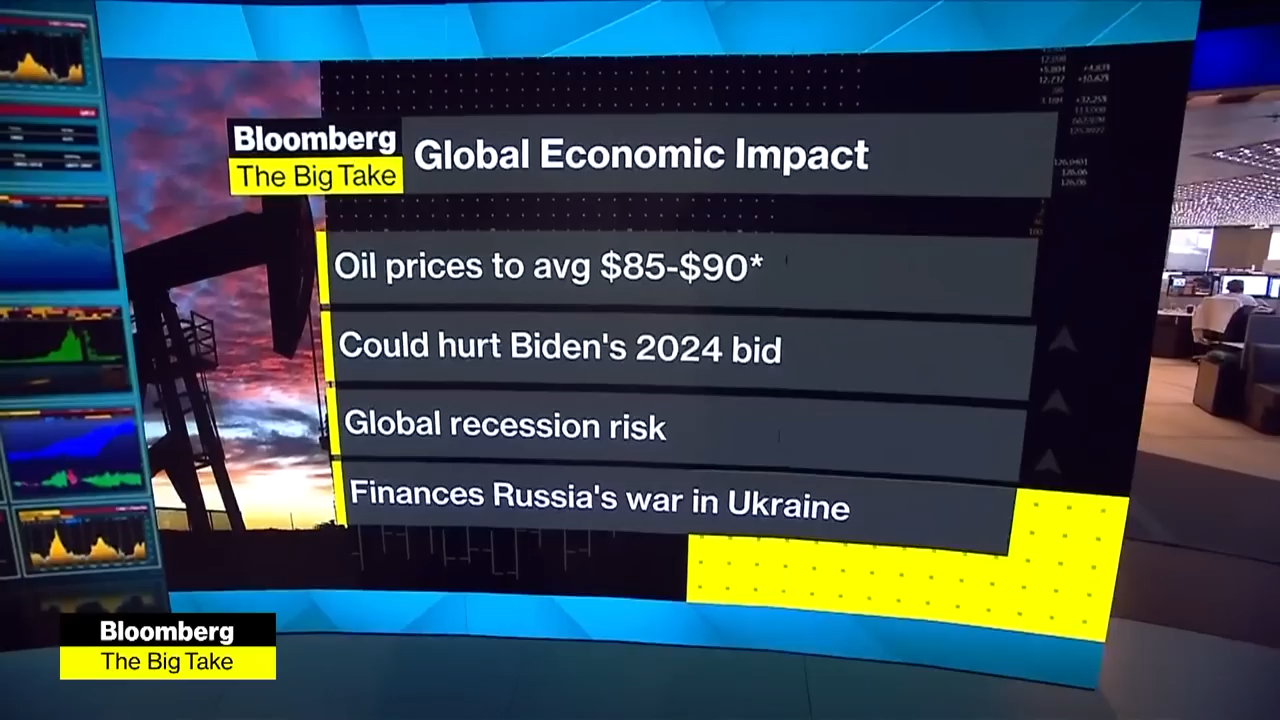 Bloomberg
The Big Take
Global Economic Impact
Oil prices to avg $85-$90*
Could hurt Biden's 2024 bid
Global recession risk
Finances Russia's war in Ukraine
Bloomberg
The Big Take